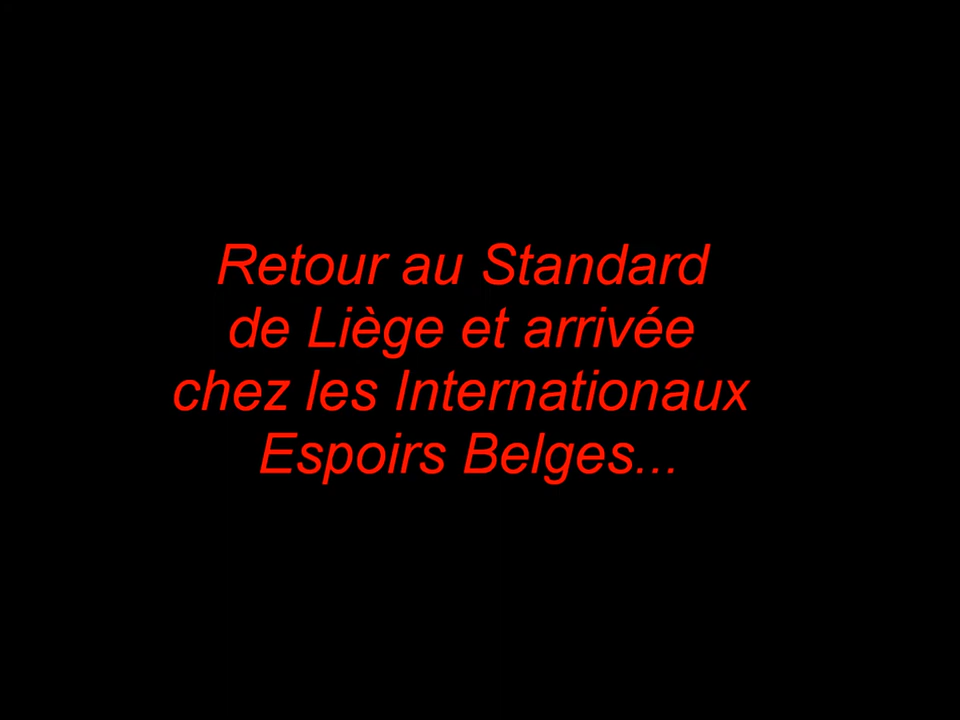 Retour au Standard
de Liège et arrivée
chez les Internationaux
Espoirs Belges...